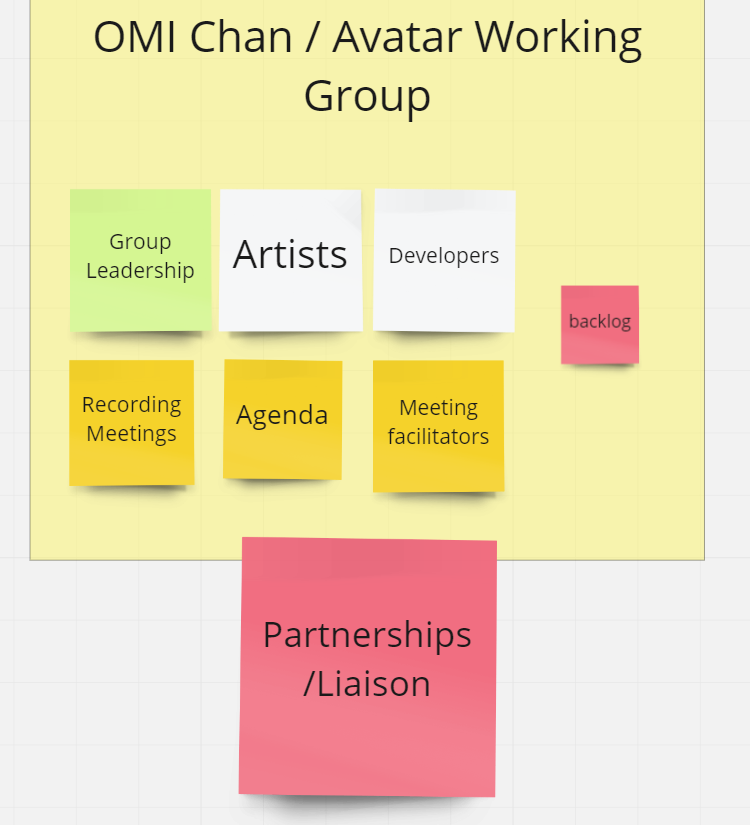 OMI Chan / Avatar Working
Group
Group
Leadership
Artists
Developers
backlog
Recording
Meetings
Agenda
Meeting
facilitators
Partnerships
/Liaison